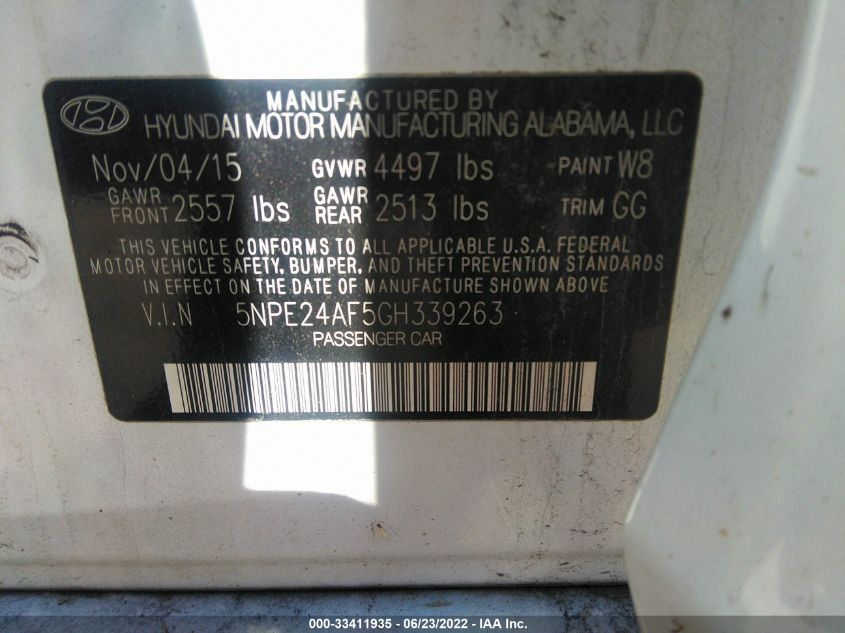 MANUFACTURED BY
HYUNDAI MOTOR MANUFACTURING ALABAMA, LLC
Nov/04/15 GVWR 4497 lbs PAINT W8
GAWR FRONT 2557 lbs GAWR REAR 2513 lbs TRIM GG
THIS VEHICLE CONFORMS TO ALL APPLICABLE U.S.A. FEDERAL
MOTOR VEHICLE SAFETY, BUMPER, AND THEFT PREVENTION STANDARDS
IN EFFECT ON THE DATE OF MANUFACTURE SHOWN ABOVE
V.I.N 5NPE24AF5GH339263
PASSENGER CAR
000-33411935 - 06/23/2022 - IAA Inc.